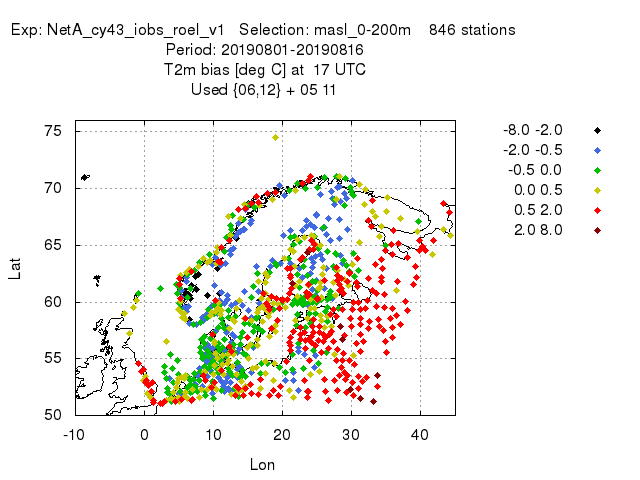 Exp: NetA_cy43_iobs_roel_v1 Selection: masl_0-200m 846 stations
Period: 20190801-20190816
T2m bias [deg C] at 17 UTC
Used {06,12} + 05 11
75
70
65
60
55
50
-10 0 10 20 30 40
Lat
Lon
-8.0 -2.0
-2.0 -0.5
-0.5 0.0
0.0 0.5
0.5 2.0
2.0 8.0